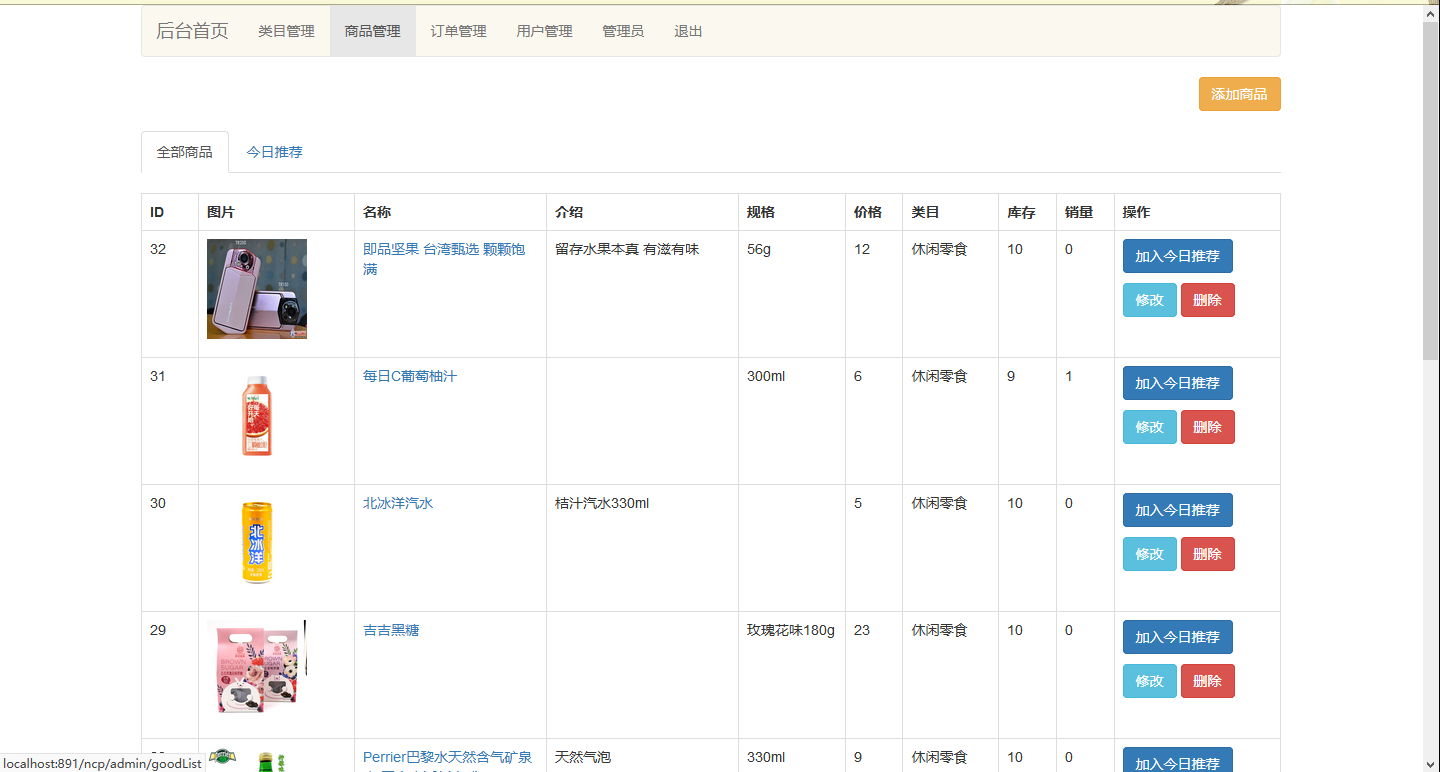 后台首页 类目管理 商品管理 订单管理 用户管理 管理员 退出
添加商品
全部商品 今日推荐
ID 图片 名称 介绍 规格 价格 类目 库存 销量 操作
32 即品坚果 台湾甄选 颗颗饱 留存水果本真 有滋有味 56g 12 休闲零食 10 0 加入今日推荐
满
修改 删除
31 每日C葡萄柚汁 300ml 6 休闲零食 9 1 加入今日推荐
修改 删除
30 北冰洋汽水 桔汁汽水330ml 5 休闲零食 10 0 加入今日推荐
北冰洋
修改 删除
29 吉吉黑糖 玫瑰花味180g 23 休闲零食 10 0 加入今日推荐
BROWN
SUGAR
修改 删除
Perrier巴黎水天然含气矿泉 天然气泡 330ml 9 休闲零食 10 0 加入今日推荐
localhost:891/ncp/admin/goodList